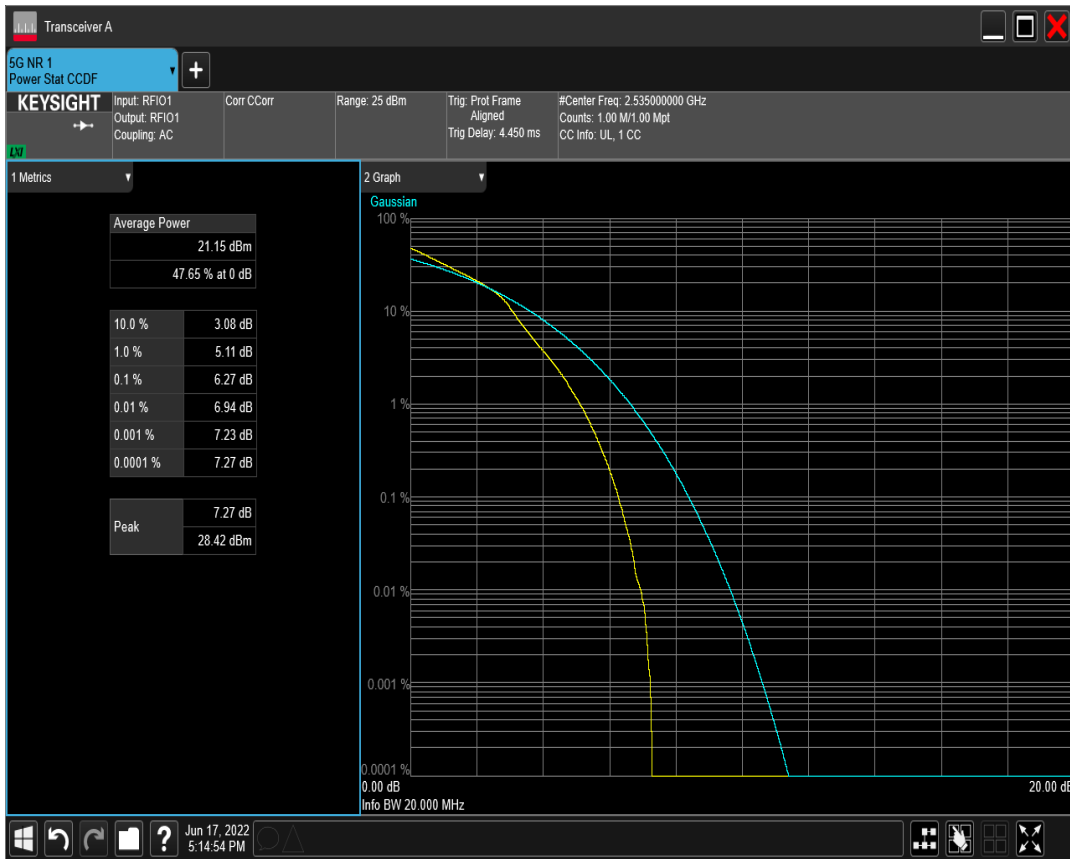 Transceiver A
5G NR 1
Power Stat CCDF
+
KEYSIGHT
LXI
Input: RFIO1
Output: RFIO1
Coupling: AC
Corr CCorr
Range: 25 dBm
Trig: Prot Frame
Aligned
Trig Delay: 4.450 ms
#Center Freq: 2.535000000 GHz
Counts: 1.00 M/1.00 Mpt
CC Info: UL, 1 CC
1 Metrics
Average Power
21.15 dBm
47.65 % at 0 dB
10.0 % 3.08 dB
1.0 % 5.11 dB
0.1 % 6.27 dB
0.01 % 6.94 dB
0.001 % 7.23 dB
0.0001 % 7.27 dB
Peak
7.27 dB
28.42 dBm
2 Graph
Gaussian
100 %
10 %
1 %
0.1 %
0.01 %
0.001 %
0.0001 %
0.00 dB
20.00 dB
Info BW 20.000 MHz
?
Jun 17, 2022
5:14:54 PM